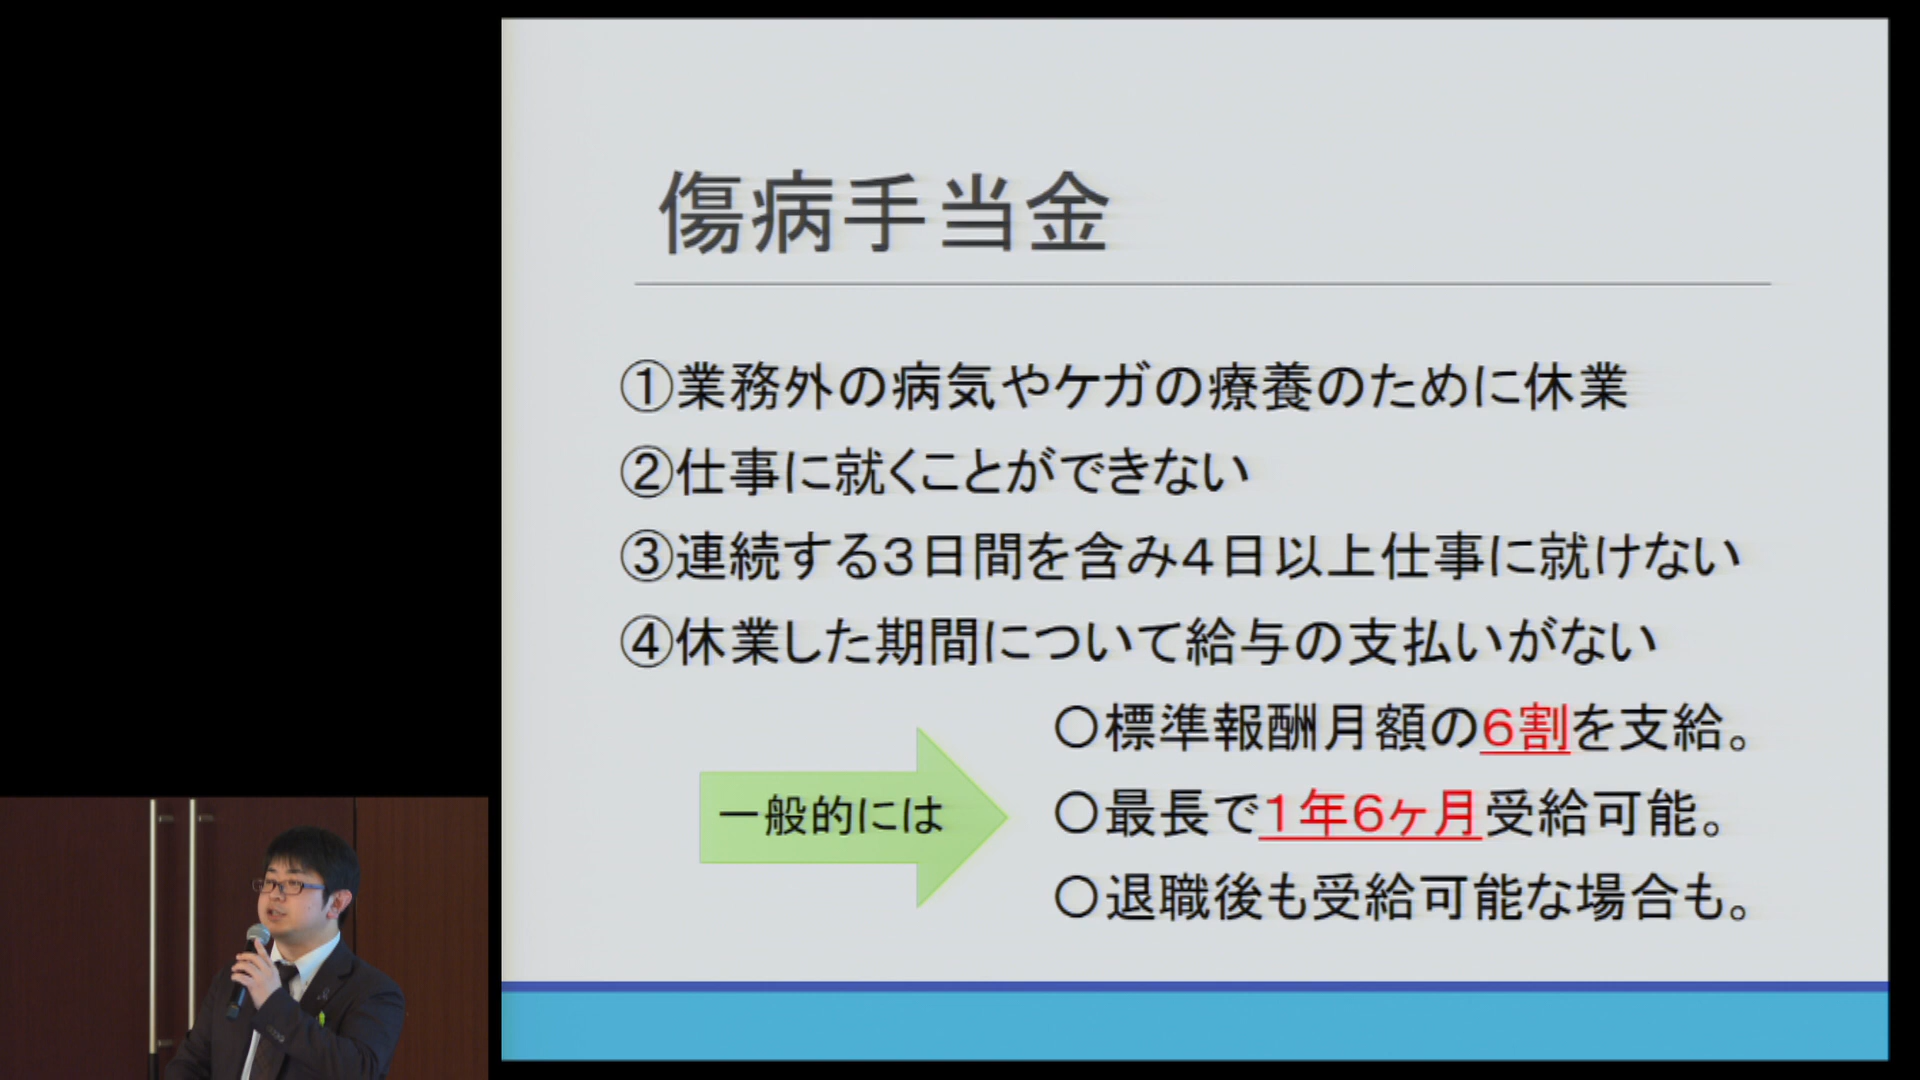 傷病手当金
①業務外の病気やケガの療養のために休業
②仕事に就くことができない
③連続する3日間を含み4日以上仕事に就けない
④休業した期間について給与の支払いがない
一般的には
○標準報酬月額の6割を支給。
○最長で1年6ヶ月受給可能。
○退職後も受給可能な場合も。